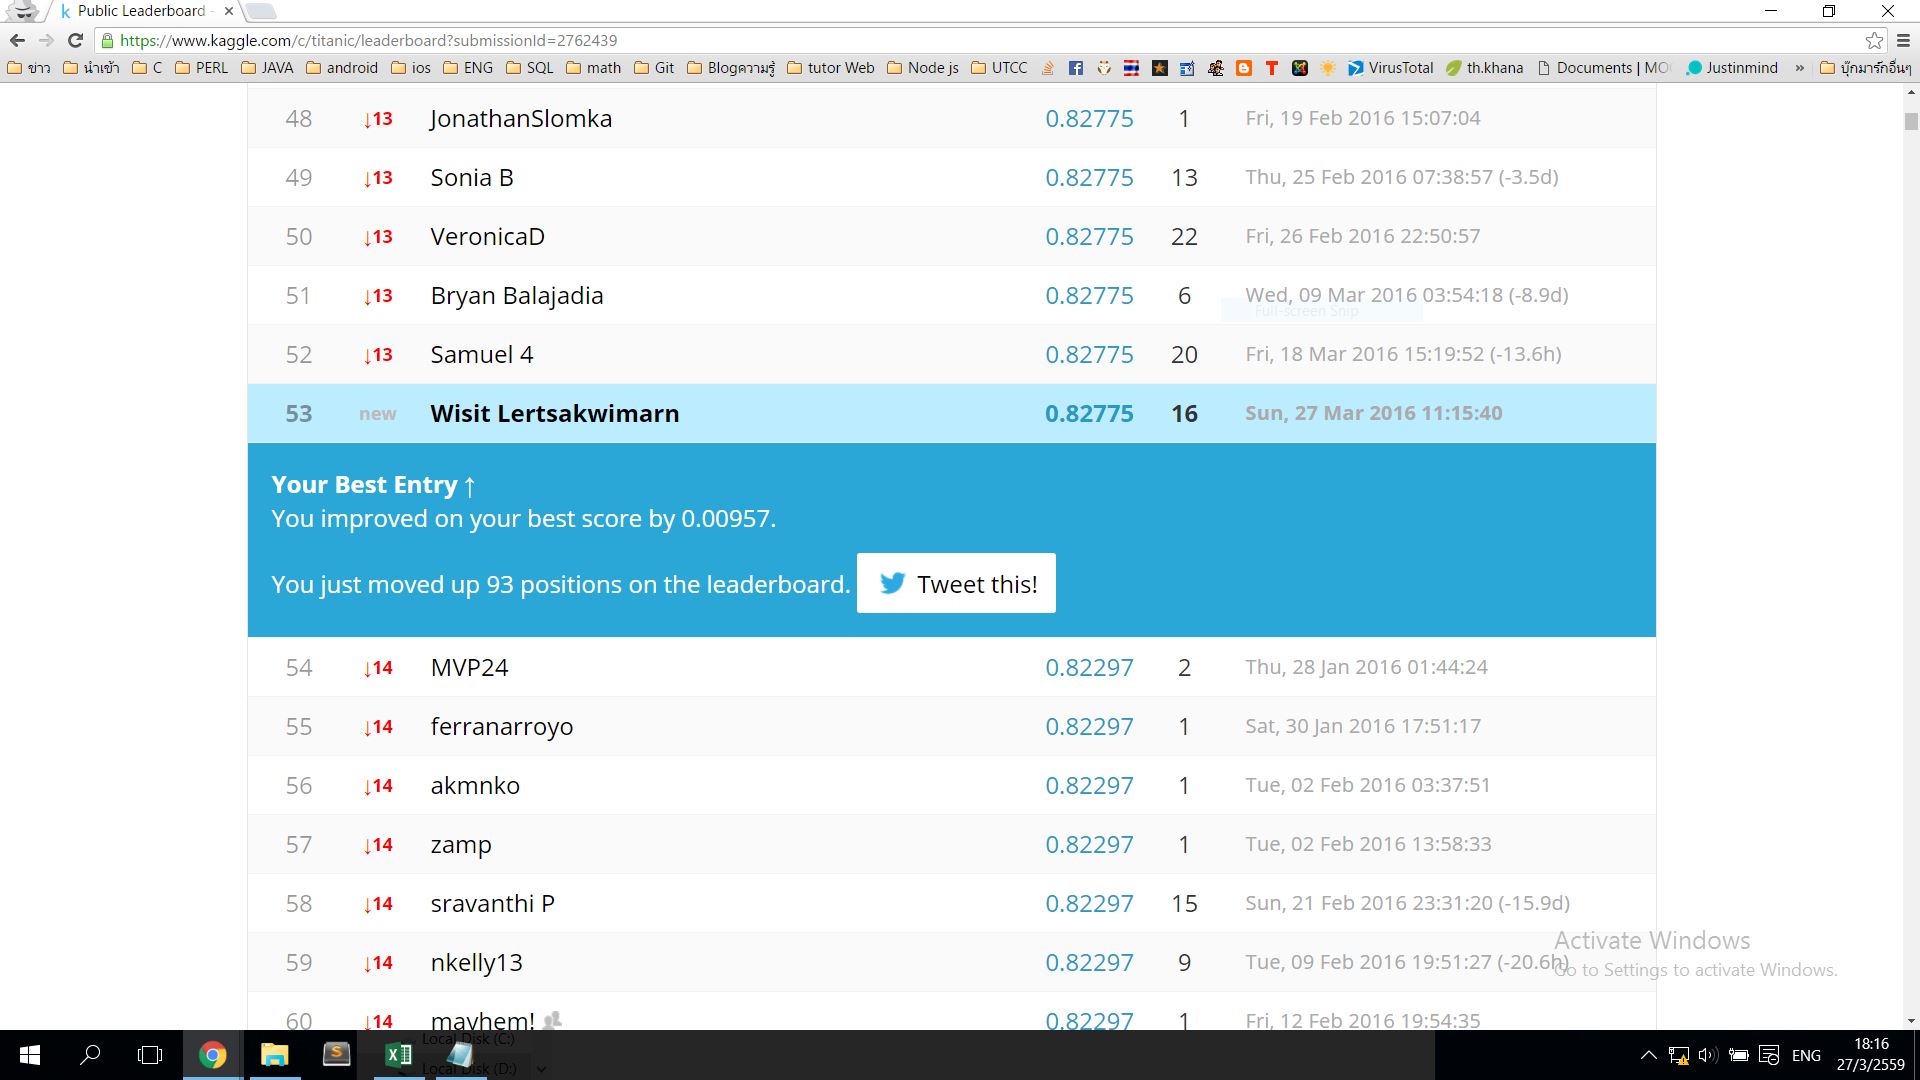 k Public Leaderboard -
https://www.kaggle.com/c/titanic/leaderboard?submissionId=2762439
ข่าว นำเข้า C PERL JAVA android ios ENG SQL math Git Blogความรู้ tutor Web Node js UTCC VirusTotal th.khana Documents | MO Justinmind » บุ๊กมาร์กอื่นๆ
48 ↓13 JonathanSlomka 0.82775 1 Fri, 19 Feb 2016 15:07:04
49 ↓13 Sonia B 0.82775 13 Thu, 25 Feb 2016 07:38:57 (-3.5d)
50 ↓13 VeronicaD 0.82775 22 Fri, 26 Feb 2016 22:50:57
51 ↓13 Bryan Balajadia 0.82775 6 Wed, 09 Mar 2016 03:54:18 (-8.9d)
Full-screen Snip
52 ↓13 Samuel 4 0.82775 20 Fri, 18 Mar 2016 15:19:52 (-13.6h)
53 new Wisit Lertsakwimarn 0.82775 16 Sun, 27 Mar 2016 11:15:40
Your Best Entry ↑
You improved on your best score by 0.00957.
You just moved up 93 positions on the leaderboard. Tweet this!
54 ↓14 MVP24 0.82297 2 Thu, 28 Jan 2016 01:44:24
55 ↓14 ferranarroyo 0.82297 1 Sat, 30 Jan 2016 17:51:17
56 ↓14 akmnko 0.82297 1 Tue, 02 Feb 2016 03:37:51
57 ↓14 zamp 0.82297 1 Tue, 02 Feb 2016 13:58:33
58 ↓14 sravanthi P 0.82297 15 Sun, 21 Feb 2016 23:31:20 (-15.9d)
Activate Windows
59 ↓14 nkelly13 0.82297 9 Tue, 09 Feb 2016 19:51:27 (-20.6h)
Go to Settings to activate Windows.
60 ↓14 mayhem! 0.82297 1 Fri, 12 Feb 2016 19:54:35
Local Disk (C:)
Local Disk (D:)
ENG
18:16
27/3/2559